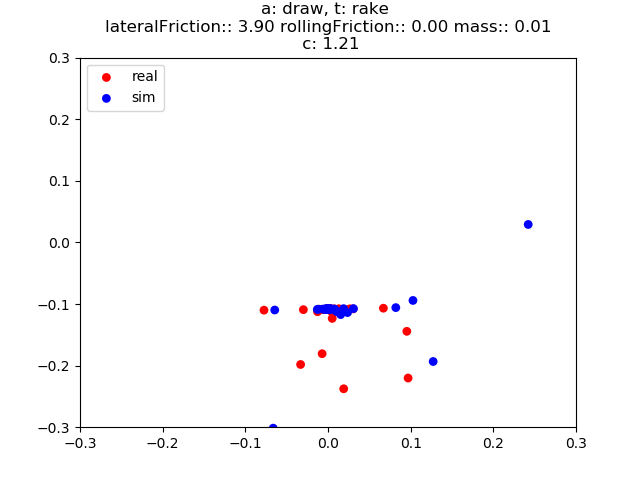 a: draw, t: rake
lateralFriction:: 3.90 rollingFriction:: 0.00 mass:: 0.01
c: 1.21
real
sim
0.3
0.2
0.1
0.0
−0.1
−0.2
−0.3
−0.3
−0.2
−0.1
0.0
0.1
0.2
0.3